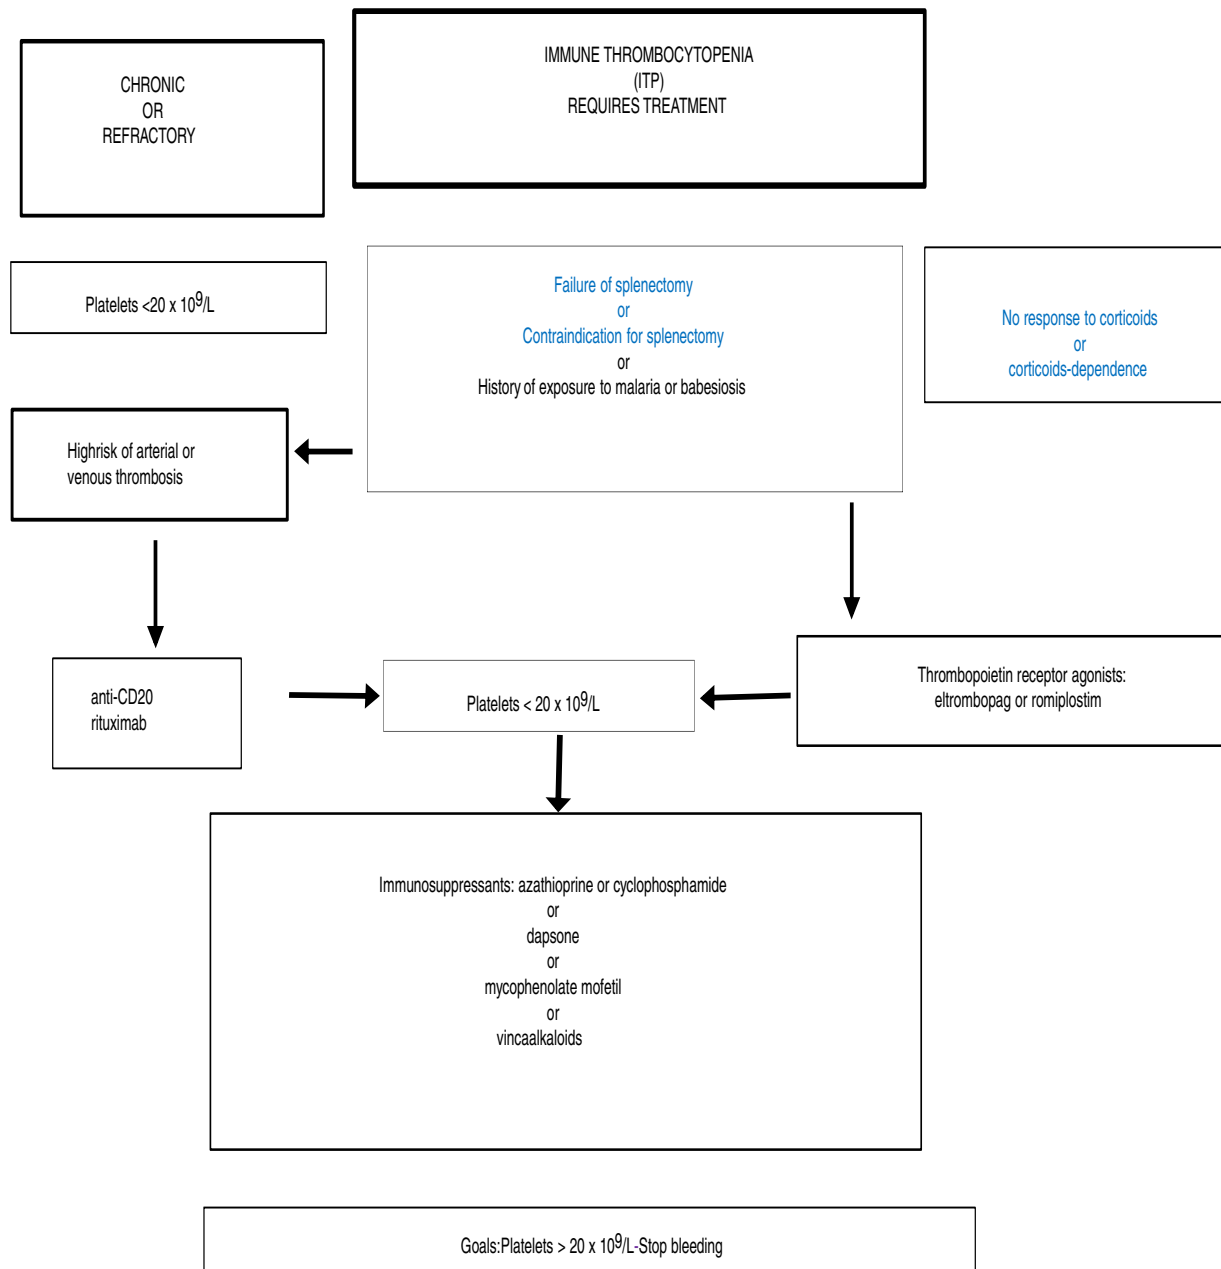 CHRONIC
OR
REFRACTORY
IMMUNE THROMBOCYTOPENIA
(ITP)
REQUIRES TREATMENT
Platelets <20 x 10⁹/L
Failure of splenectomy
or
Contraindication for splenectomy
or
History of exposure to malaria or babesiosis
No response to corticoids
or
corticoids-dependence
Highrisk of arterial or
venous thrombosis
anti-CD20
rituximab
Platelets < 20 x 10⁹/L
Thrombopoietin receptor agonists:
eltrombopag or romiplostim
Immunosuppressants: azathioprine or cyclophosphamide
or
dapsone
or
mycophenolate mofetil
or
vincaalkaloids
Goals:Platelets > 20 x 10⁹/L-Stop bleeding